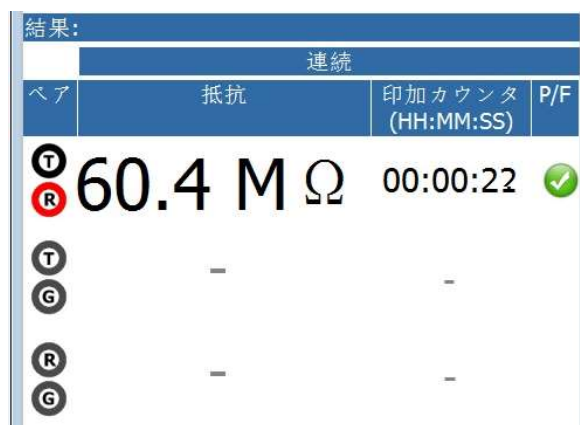 結果:
連続
ペア 抵抗 印加カウンタ P/F
(HH:MM:SS)
T
R 60.4 M Ω 00:00:22
T
G - -
R
G - -